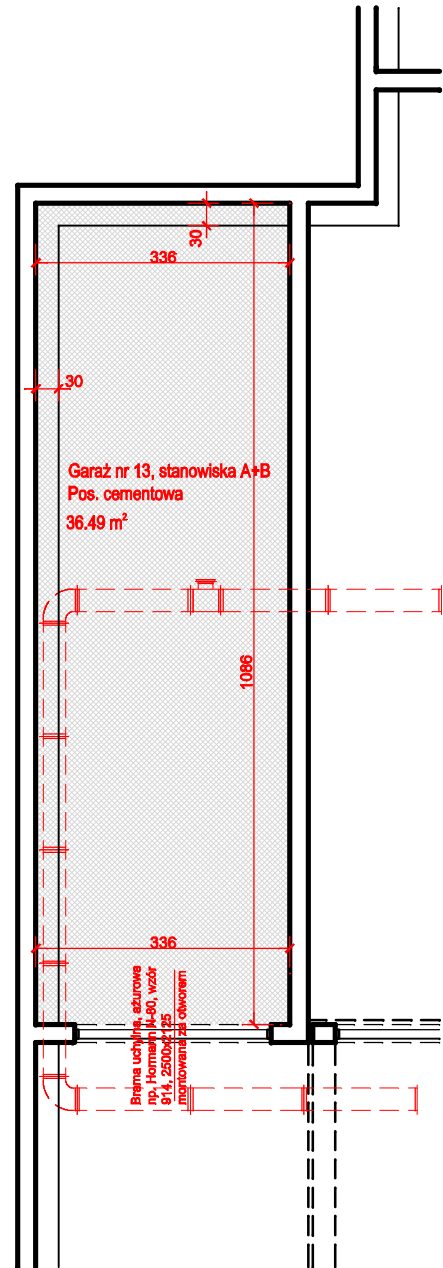 30
336
30
Garaż nr 13, stanowiska A+B
Pos. cementowa
36.49 m²
1086
336
Brama uchylna, ażurowa
np. Hormann N-80, wzór
914, 2500x2125
montowana za otworem